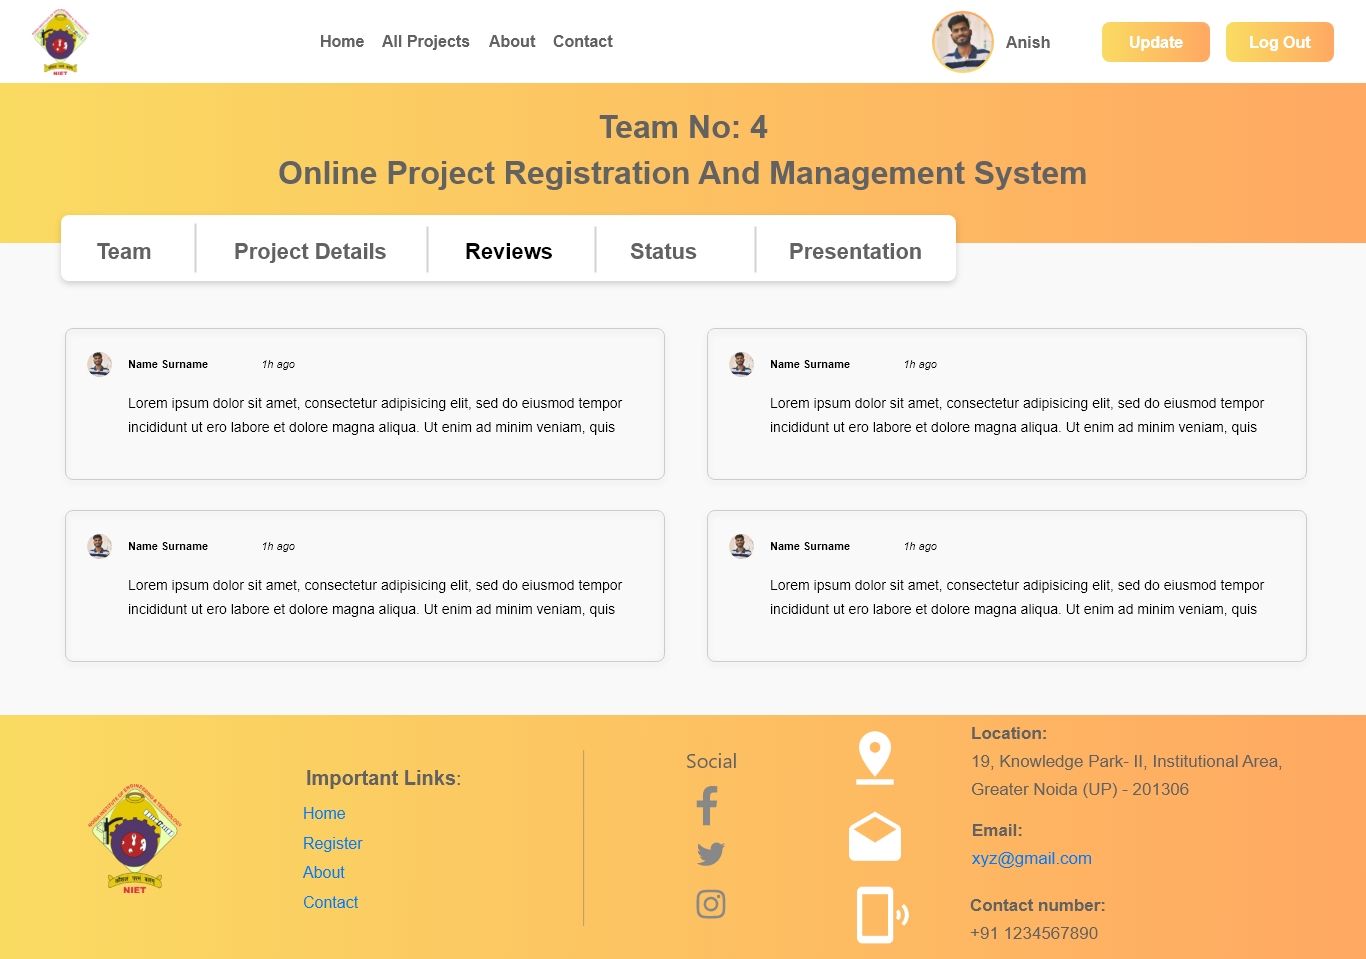 NIET
Home All Projects About Contact
Anish
Update
Log Out
Team No: 4
Online Project Registration And Management System
Team
Project Details
Reviews
Status
Presentation
Name Surname 1h ago
Lorem ipsum dolor sit amet, consectetur adipisicing elit, sed do eiusmod tempor
incididunt ut ero labore et dolore magna aliqua. Ut enim ad minim veniam, quis
Name Surname 1h ago
Lorem ipsum dolor sit amet, consectetur adipisicing elit, sed do eiusmod tempor
incididunt ut ero labore et dolore magna aliqua. Ut enim ad minim veniam, quis
Name Surname 1h ago
Lorem ipsum dolor sit amet, consectetur adipisicing elit, sed do eiusmod tempor
incididunt ut ero labore et dolore magna aliqua. Ut enim ad minim veniam, quis
Name Surname 1h ago
Lorem ipsum dolor sit amet, consectetur adipisicing elit, sed do eiusmod tempor
incididunt ut ero labore et dolore magna aliqua. Ut enim ad minim veniam, quis
NOIDA INSTITUTE OF ENGINEERING & TECHNOLOGY
NIET
Important Links:
Home
Register
About
Contact
Social
Location:
19, Knowledge Park- II, Institutional Area,
Greater Noida (UP) - 201306
Email:
xyz@gmail.com
Contact number:
+91 1234567890